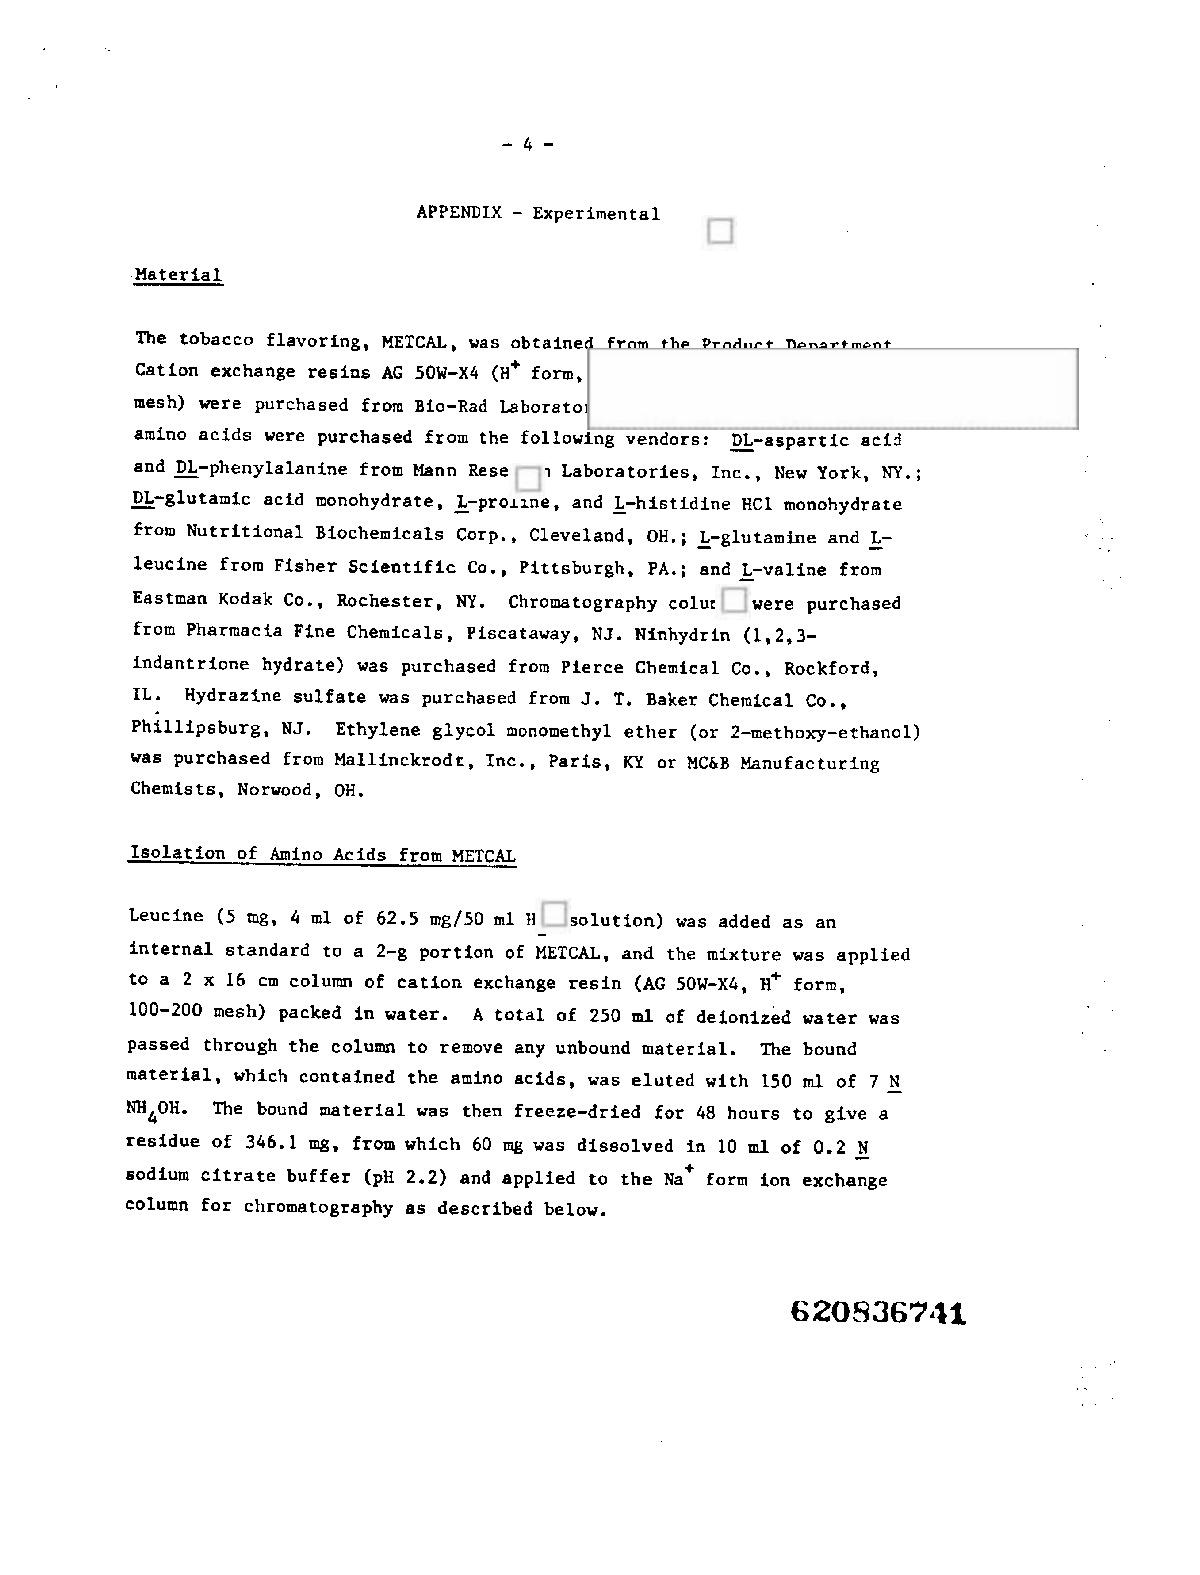 - 4 -
APPENDIX - Experimental
Material
The tobacco flavoring, METCAL, was obtained from the Product Department
Cation exchange resins AG 50W-X4 (H+ form,
mesh) were purchased from Bio-Rad
amino acids were purchased from the following vendors: DL-aspartic acid
and DL-phenylalanine from Mann Laboratories, Inc., New York, NY.;
DL-glutamic acid monohydrate, L-proline, and L-histidine HCl monohydrate
from Nutritional Biochemicals Corp., Cleveland, OH.; L-glutamine and L-
leucine from Fisher Scientific Co., Pittsburgh, PA.; and L-valine from
Eastman Kodak Co., Rochester, NY. Chromatography were purchased
from Pharmacia Fine Chemicals, Piscataway, NJ. Ninhydrin (1,2,3-
indantrione hydrate) was purchased from Pierce Chemical Co., Rockford,
IL. Hydrazine sulfate was purchased from J. T. Baker Chemical Co.,
Phillipsburg, NJ. Ethylene glycol monomethyl ether (or 2-methoxy-ethanol)
was purchased from Mallinckrodt, Inc., Paris, KY or MC&B Manufacturing
Chemists, Norwood, OH.
Isolation of Amino Acids from METCAL
Leucine (5 mg, 4 ml of 62.5 mg/50 ml solution) was added as an
internal standard to a 2-g portion of METCAL, and the mixture was applied
to a 2 x 16 cm column of cation exchange resin (AG 50W-X4, H+ form,
100-200 mesh) packed in water. A total of 250 ml of deionized water was
passed through the column to remove any unbound material. The bound
material, which contained the amino acids, was eluted with 150 ml of 7 N
NH4OH. The bound material was then freeze-dried for 48 hours to give a
residue of 346.1 mg, from which 60 mg was dissolved in 10 ml of 0.2 N
sodium citrate buffer (pH 2.2) and applied to the Na+ form ion exchange
column for chromatography as described below.
620836741